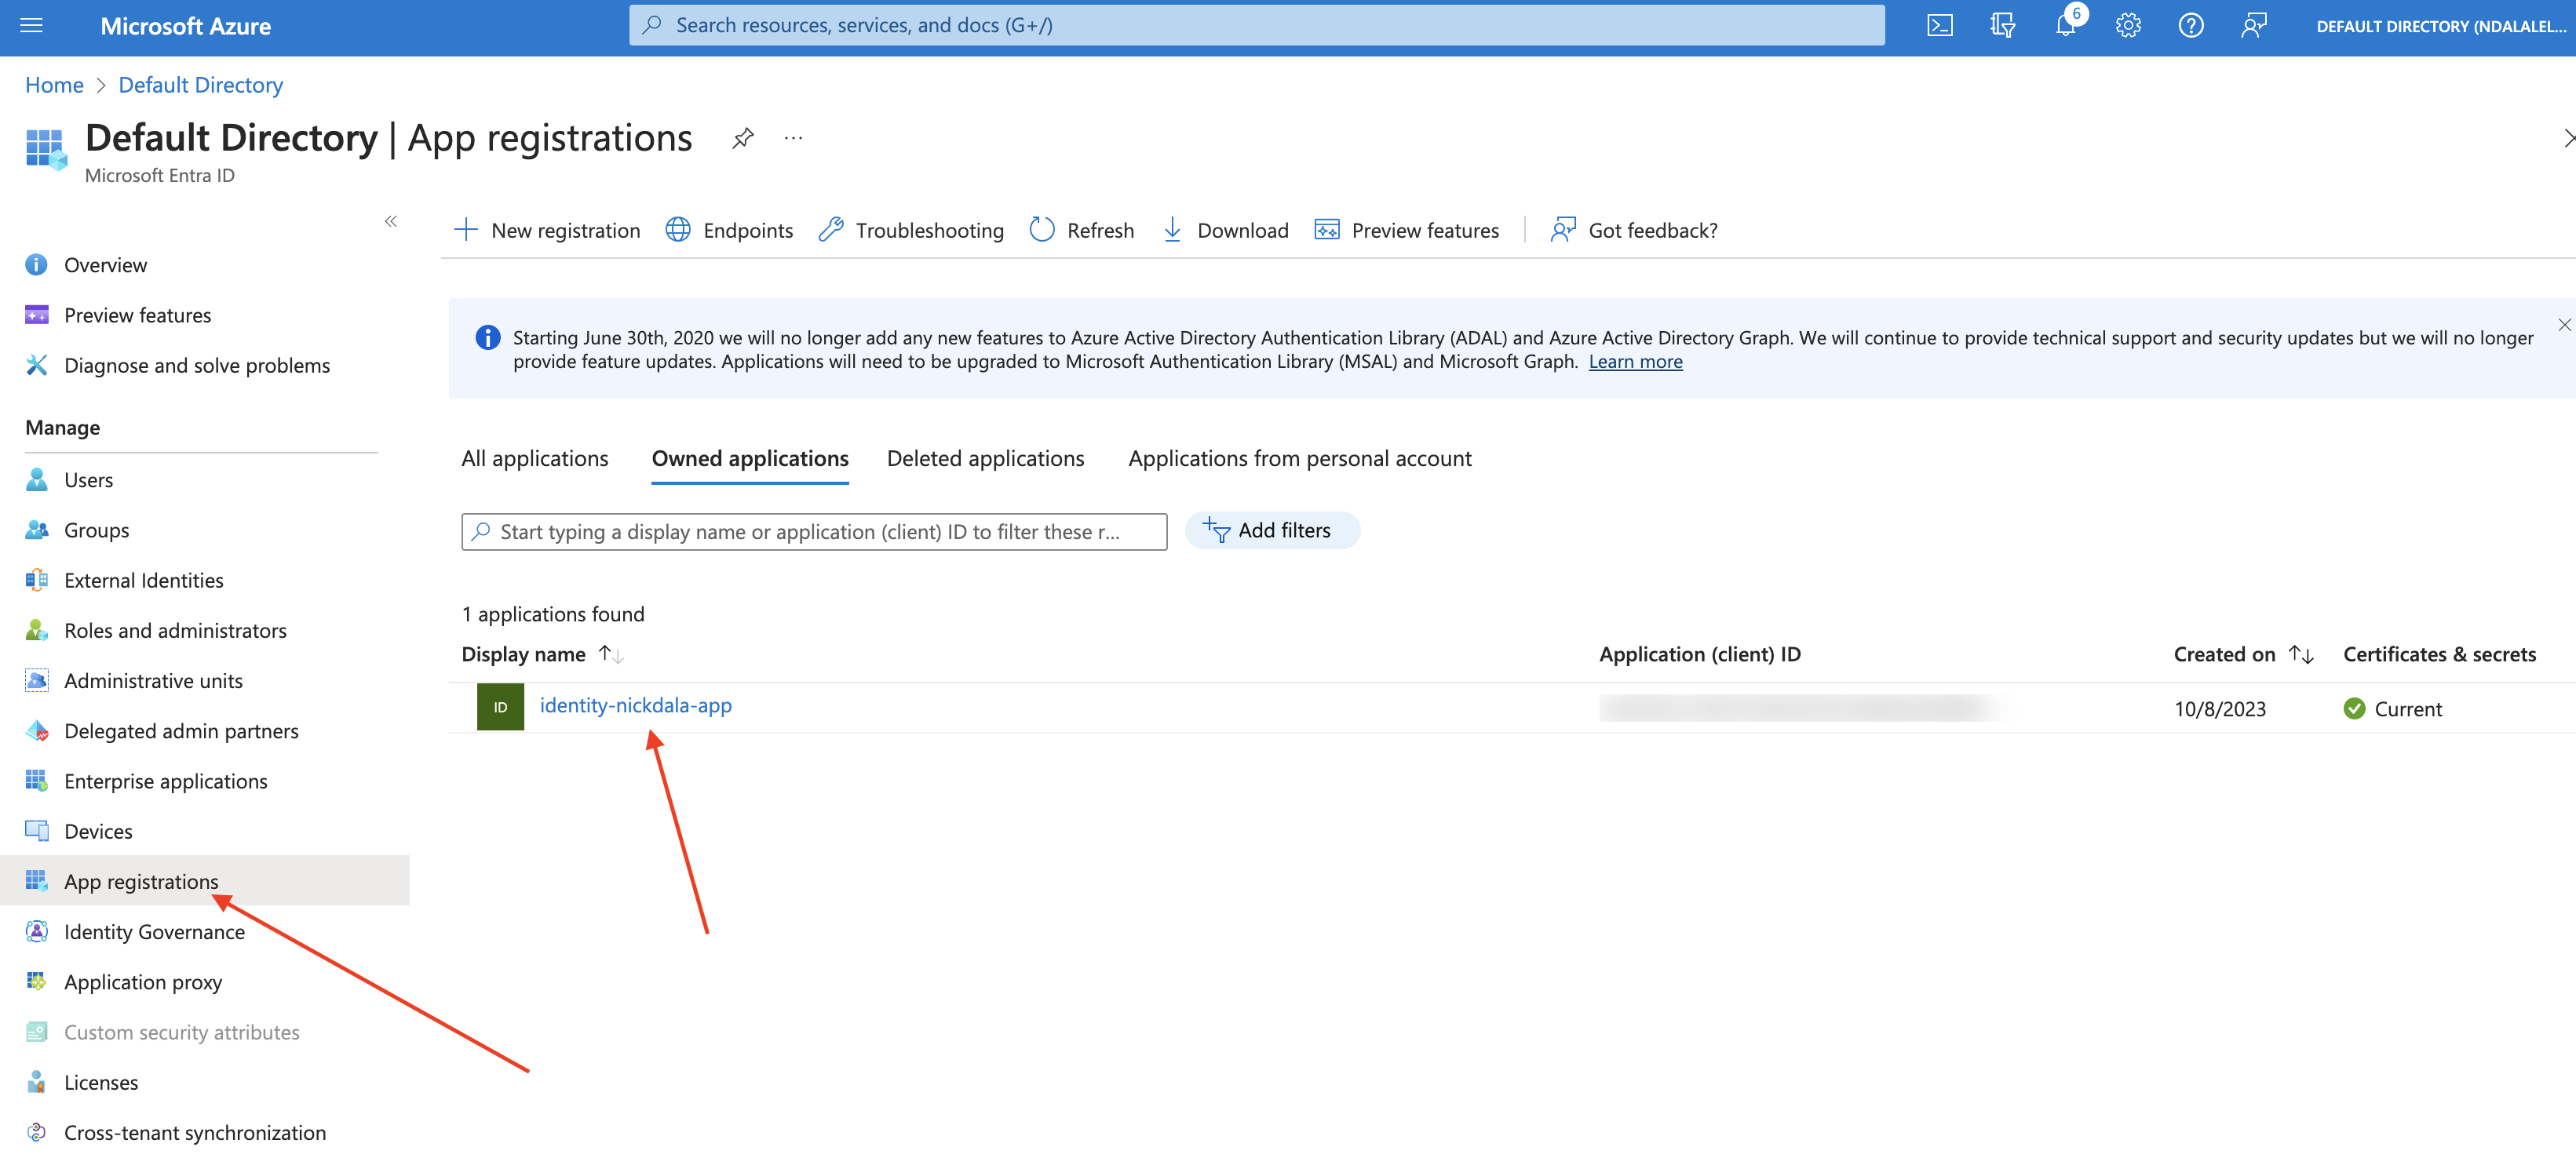 Microsoft Azure
Search resources, services, and docs (G+/)
6
DEFAULT DIRECTORY (NDALALEL...
Home > Default Directory
Default Directory | App registrations
...
Microsoft Entra ID
New registration
Endpoints
Troubleshooting
Refresh
Download
Preview features
Got feedback?
Overview
Preview features
Diagnose and solve problems
Manage
Users
Groups
External Identities
Roles and administrators
Administrative units
Delegated admin partners
Enterprise applications
Devices
App registrations
Identity Governance
Application proxy
Custom security attributes
Licenses
Cross-tenant synchronization
Starting June 30th, 2020 we will no longer add any new features to Azure Active Directory Authentication Library (ADAL) and Azure Active Directory Graph. We will continue to provide technical support and security updates but we will no longer
provide feature updates. Applications will need to be upgraded to Microsoft Authentication Library (MSAL) and Microsoft Graph. Learn more
All applications
Owned applications
Deleted applications
Applications from personal account
Start typing a display name or application (client) ID to filter these r...
Add filters
1 applications found
Display name
Application (client) ID
Created on
Certificates & secrets
ID
identity-nickdala-app
10/8/2023
Current